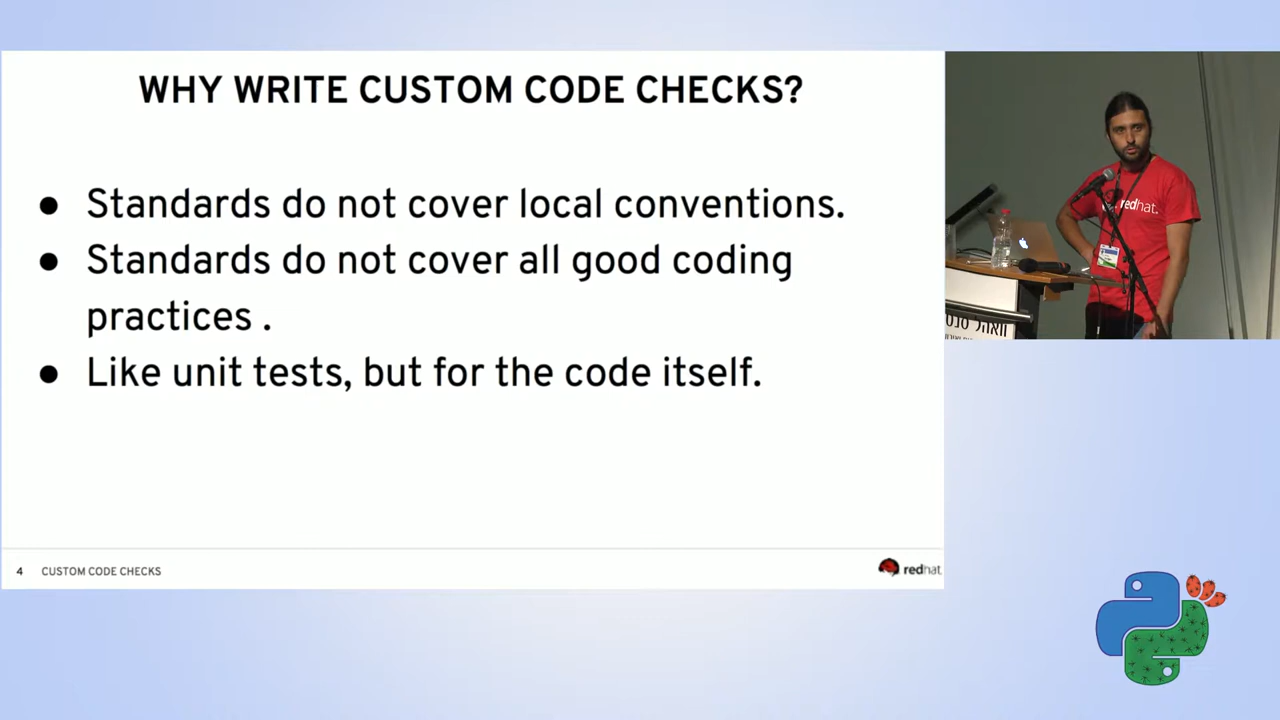 WHY WRITE CUSTOM CODE CHECKS?
● Standards do not cover local conventions.
● Standards do not cover all good coding
practices .
● Like unit tests, but for the code itself.
4 CUSTOM CODE CHECKS
redhat
redhat.